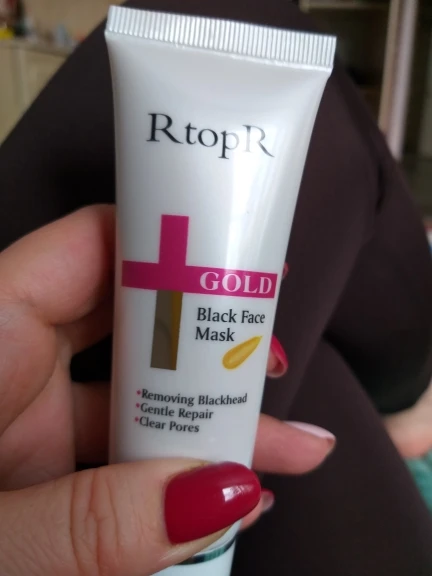 RtopR
GOLD
Black Face
Mask
•Removing Blackhead
•Gentle Repair
•Clear Pores